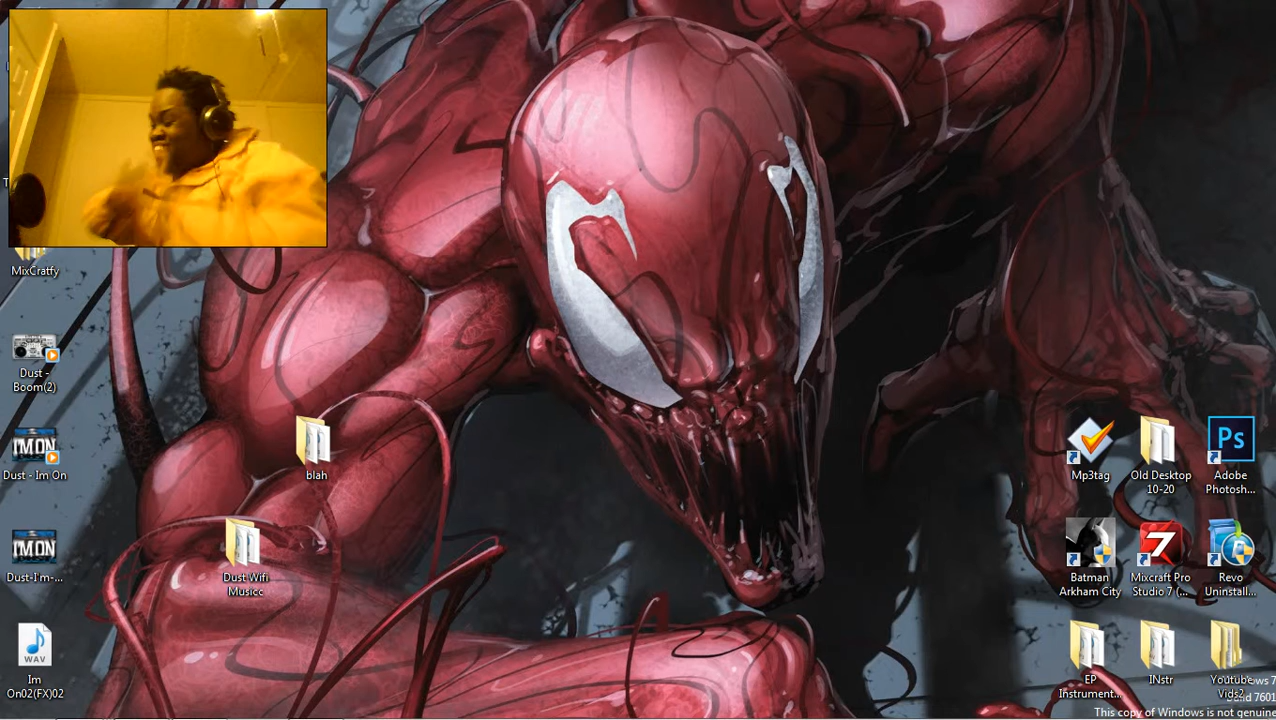 MixCratfy
Dust -
Boom(2)
I'M ON
Dust - Im On
I'M ON
Dust-I'm-...
WAV
Im
On02(FX)02
blah
Dust Wifi
Musicc
Mp3tag
Old Desktop
10-20
Ps
Adobe
Photosh...
Batman
Arkham City
7
Mixcraft Pro
Studio 7 (...
Revo
Uninstall...
EP
Instrument...
INstr
Youtube
Vids2
This copy of Windows is not genuine